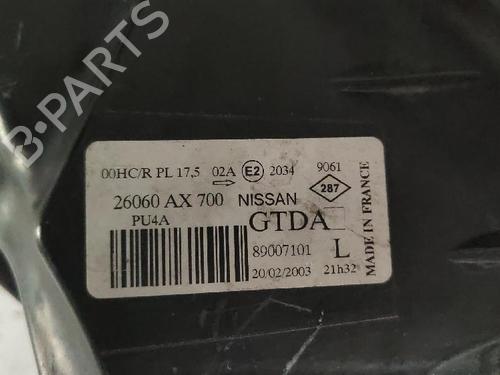 B-PARTS
00HC/R PL 17,5 02A E2 2034 9061
287
26060 AX 700 NISSAN
PU4A
GTDA
89007101 L
20/02/2003 21h32
MADE IN FRANCE